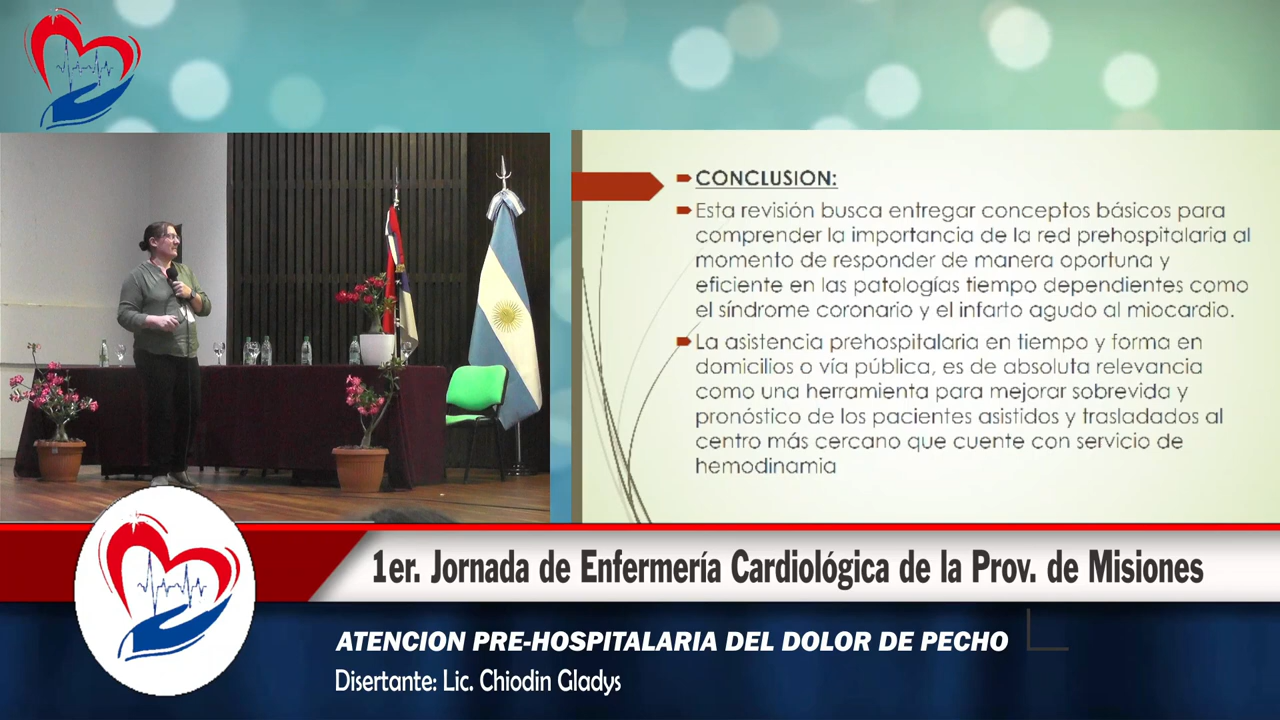 CONCLUSION:
Esta revisión busca entregar conceptos básicos para
comprender la importancia de la red prehospitalaria al
momento de responder de manera oportuna y
eficiente en las patologías tiempo dependientes como
el síndrome coronario y el infarto agudo al miocardio.
La asistencia prehospitalaria en tiempo y forma en
domicilios o vía pública, es de absoluta relevancia
como una herramienta para mejorar sobrevida y
pronóstico de los pacientes asistidos y trasladados al
centro más cercano que cuente con servicio de
hemodinamia
1er. Jornada de Enfermería Cardiológica de la Prov. de Misiones
ATENCION PRE-HOSPITALARIA DEL DOLOR DE PECHO
Disertante: Lic. Chiodin Gladys